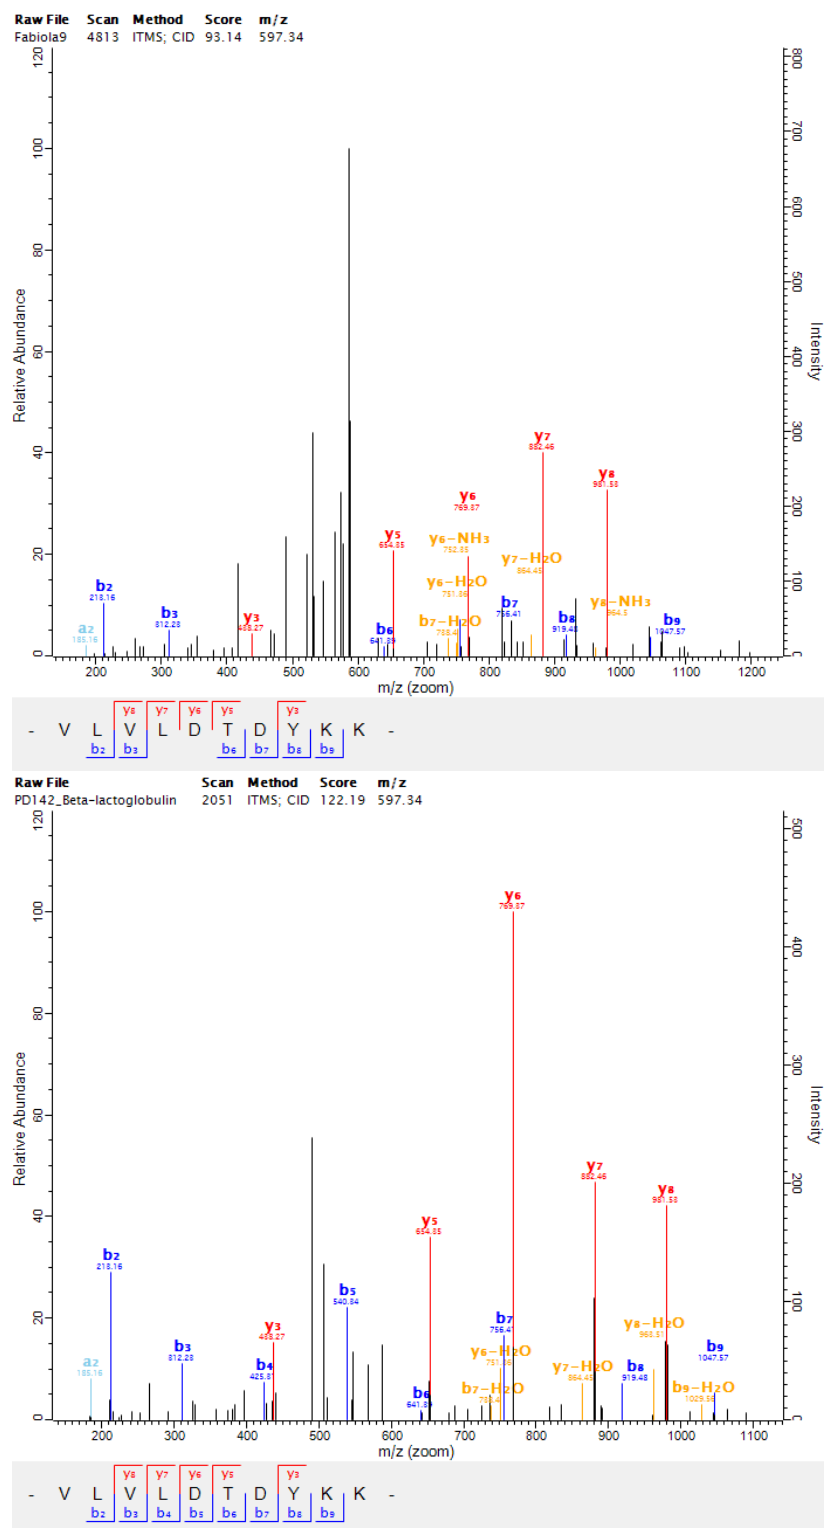 Raw File Scan Method Score m/z
Fabiola9 4813 ITMS; CID 93.14 597.34
120
100
80
60
40
20
0
Relative Abundance
800
700
600
500
400
300
200
100
0
Intensity
y7
882.46
y8
981.53
y6
769.37
y5
654.35
y6-NH3
752.35
y7-H2O
864.45
y6-H2O
751.36
b2
213.16
b7
756.41
y8-NH3
964.5
b3
312.23
y3
438.27
b7-H2O
738.4
b8
919.48
b9
1047.57
a2
185.16
b6
641.39
200 300 400 500 600 700 800 900 1000 1100 1200
m/z (zoom)
y8 y7 y6 y5 y3
- V L V L D T D Y K K -
b2 b3 b6 b7 b8 b9
Raw File Scan Method Score m/z
PD142_Beta-lactoglobulin 2051 ITMS; CID 122.19 597.34
120
100
80
60
40
20
0
Relative Abundance
500
400
300
200
100
0
Intensity
y6
769.37
y7
882.46
y8
981.53
y5
654.35
b2
213.16
b5
540.34
y3
438.27
b7
756.41
y8-H2O
963.51
b3
312.23
y6-H2O
751.36
b9
1047.57
a2
185.16
b4
425.31
y7-H2O
864.45
b8
919.48
b6
641.39
b7-H2O
738.4
b9-H2O
1029.56
200 300 400 500 600 700 800 900 1000 1100
m/z (zoom)
y8 y7 y6 y5 y3
- V L V L D T D Y K K -
b2 b3 b4 b5 b6 b7 b8 b9